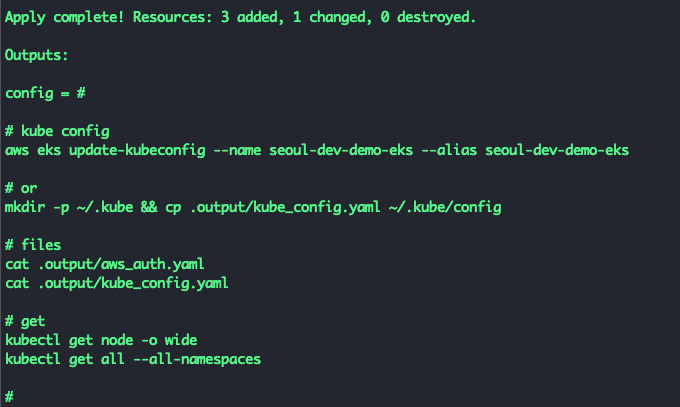 Apply complete! Resources: 3 added, 1 changed, 0 destroyed.
Outputs:
config = #
# kube config
aws eks update-kubeconfig --name seoul-dev-demo-eks --alias seoul-dev-demo-eks
# or
mkdir -p ~/.kube && cp .output/kube_config.yaml ~/.kube/config
# files
cat .output/aws_auth.yaml
cat .output/kube_config.yaml
# get
kubectl get node -o wide
kubectl get all --all-namespaces
#